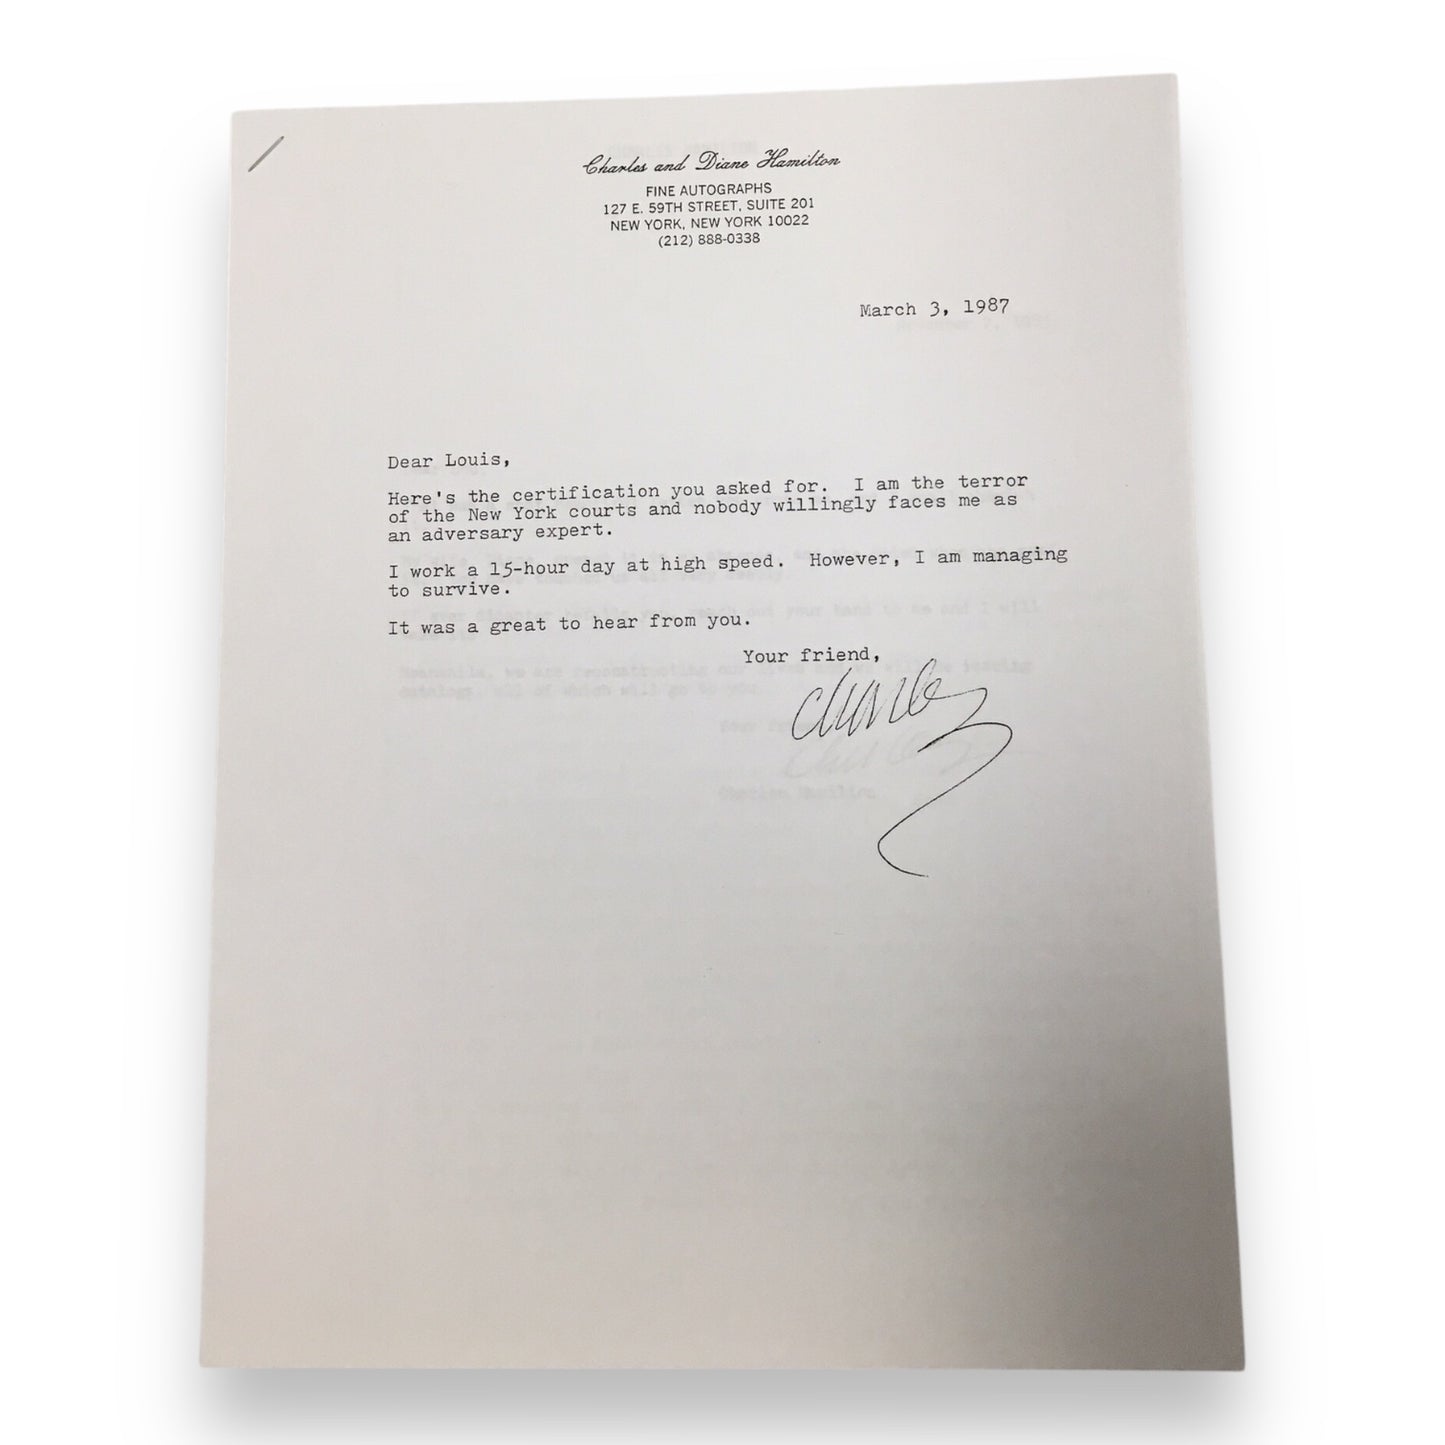 Charles and Diane Hamilton
FINE AUTOGRAPHS
127 E. 59TH STREET, SUITE 201
NEW YORK, NEW YORK 10022
(212) 888-0338
March 3, 1987
Dear Louis,
Here's the certification you asked for.  I am the terror
of the New York courts and nobody willingly faces me as
an adversary expert.
I work a 15-hour day at high speed.  However, I am managing
to survive.
It was a great to hear from you.
Your friend,
Charles